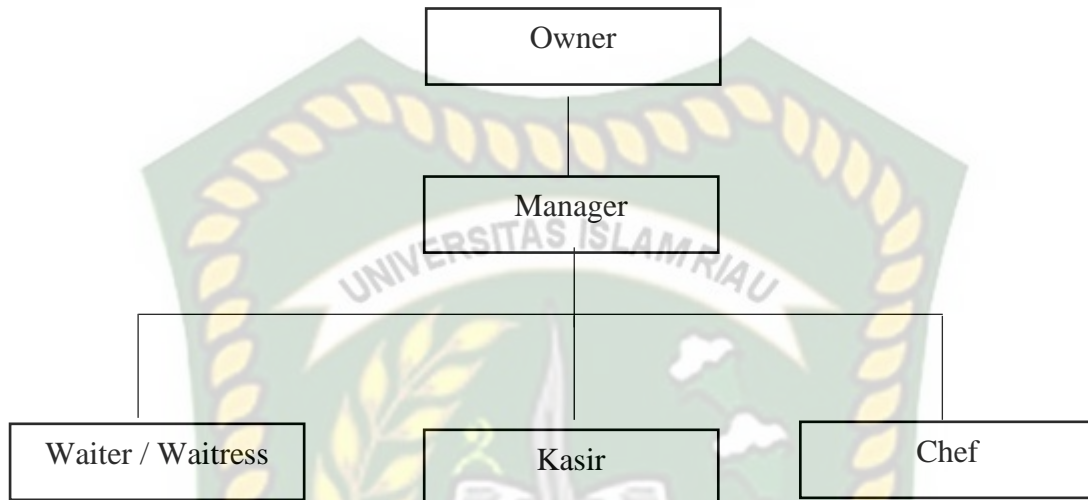 Owner
Manager
UNIVERSITAS ISLAM RIAU
Waiter / Waitress
Kasir
Chef